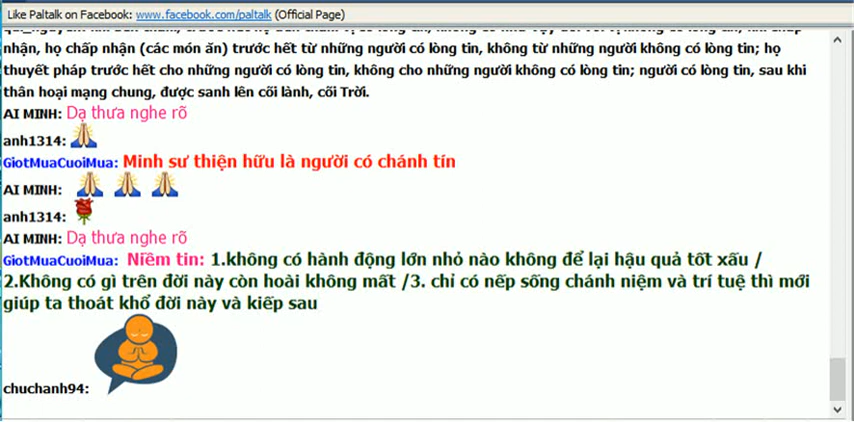 Like Paltalk on Facebook: www.facebook.com/paltalk (Official Page)
nhận, họ chấp nhận (các món ăn) trước hết từ những người có lòng tin, không từ những người không có lòng tin; họ
thuyết pháp trước hết cho những người có lòng tin, không cho những người không có lòng tin; người có lòng tin, sau khi
thân hoại mạng chung, được sanh lên cõi lành, cõi Trời.
AI MINH: Dạ thưa nghe rõ
anh1314:
GiotMuaCuoiMua: Minh sư thiện hữu là người có chánh tín
AI MINH:
anh1314:
AI MINH: Dạ thưa nghe rõ
GiotMuaCuoiMua: Niềm tin: 1.không có hành động lớn nhỏ nào không để lại hậu quả tốt xấu /
2.Không có gì trên đời này còn hoài không mất /3. chỉ có nếp sống chánh niệm và trí tuệ thì mới
giúp ta thoát khổ đời này và kiếp sau
chuchanh94: